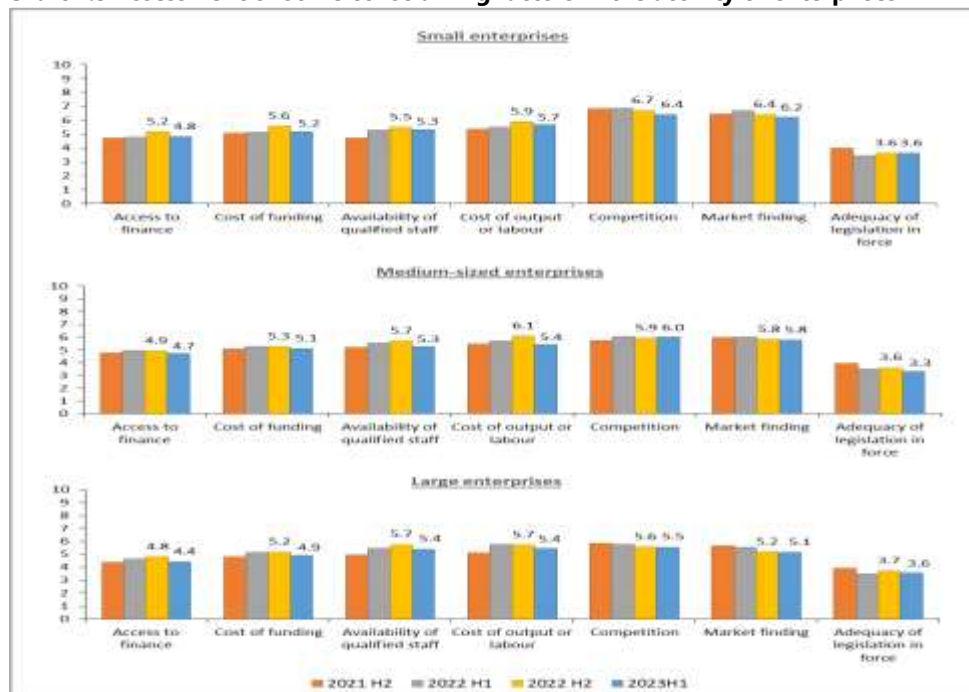 Small enterprises
10
9
8
7
6
5
4
3
2
1
0
5.2 4.8
5.6 5.2
5.5 5.3
5.9 5.7
6.7 6.4
6.4 6.2
3.6 3.6
Access to finance
Cost of funding
Availability of qualified staff
Cost of output or labour
Competition
Market finding
Adequacy of legislation in force
Medium-sized enterprises
10
9
8
7
6
5
4
3
2
1
0
4.9 4.7
5.3 5.1
5.7 5.3
6.1 5.4
5.9 6.0
5.8 5.8
3.6 3.3
Access to finance
Cost of funding
Availability of qualified staff
Cost of output or labour
Competition
Market finding
Adequacy of legislation in force
Large enterprises
10
9
8
7
6
5
4
3
2
1
0
4.8 4.4
5.2 4.9
5.7 5.4
5.7 5.4
5.6 5.5
5.2 5.1
3.7 3.6
Access to finance
Cost of funding
Availability of qualified staff
Cost of output or labour
Competition
Market finding
Adequacy of legislation in force
2021 H2 2022 H1 2022 H2 2023H1